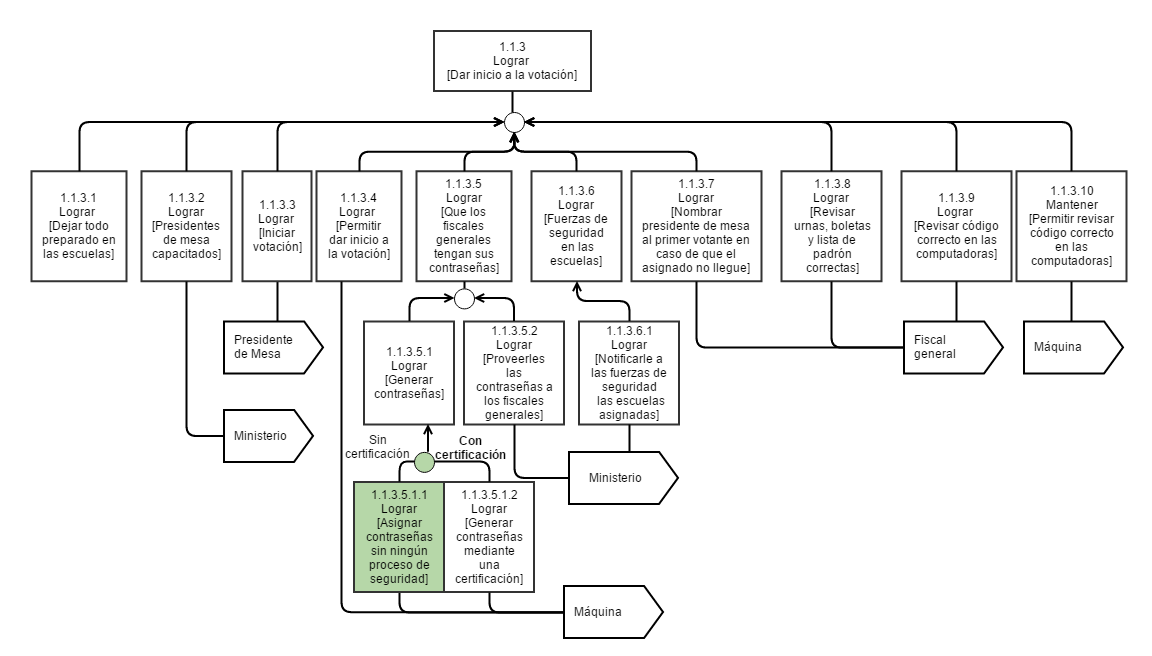 1.1.3
Lograr
[Dar inicio a la votación]
1.1.3.1
Lograr
[Dejar todo
preparado en
las escuelas]
1.1.3.2
Lograr
[Presidentes
de mesa
capacitados]
1.1.3.3
Lograr
[Iniciar
votación]
1.1.3.4
Lograr
[Permitir
dar inicio a
la votación]
1.1.3.5
Lograr
[Que los
fiscales
generales
tengan sus
contraseñas]
1.1.3.6
Lograr
[Fuerzas de
seguridad
en las
escuelas]
1.1.3.7
Lograr
[Nombrar
presidente de mesa
al primer votante en
caso de que el
asignado no llegue]
1.1.3.8
Lograr
[Revisar
urnas, boletas
y lista de
padrón
correctas]
1.1.3.9
Lograr
[Revisar código
correcto en las
computadoras]
1.1.3.10
Mantener
[Permitir revisar
código correcto
en las
computadoras]
Presidente
de Mesa
1.1.3.5.1
Lograr
[Generar
contraseñas]
1.1.3.5.2
Lograr
[Proveerles
las
contraseñas a
los fiscales
generales]
1.1.3.6.1
Lograr
[Notificarle a
las fuerzas de
seguridad
las escuelas
asignadas]
Fiscal
general
Máquina
Ministerio
Sin
certificación
Con
certificación
Ministerio
1.1.3.5.1.1
Lograr
[Asignar
contraseñas
sin ningún
proceso de
seguridad]
1.1.3.5.1.2
Lograr
[Generar
contraseñas
mediante
una
certificación]
Máquina